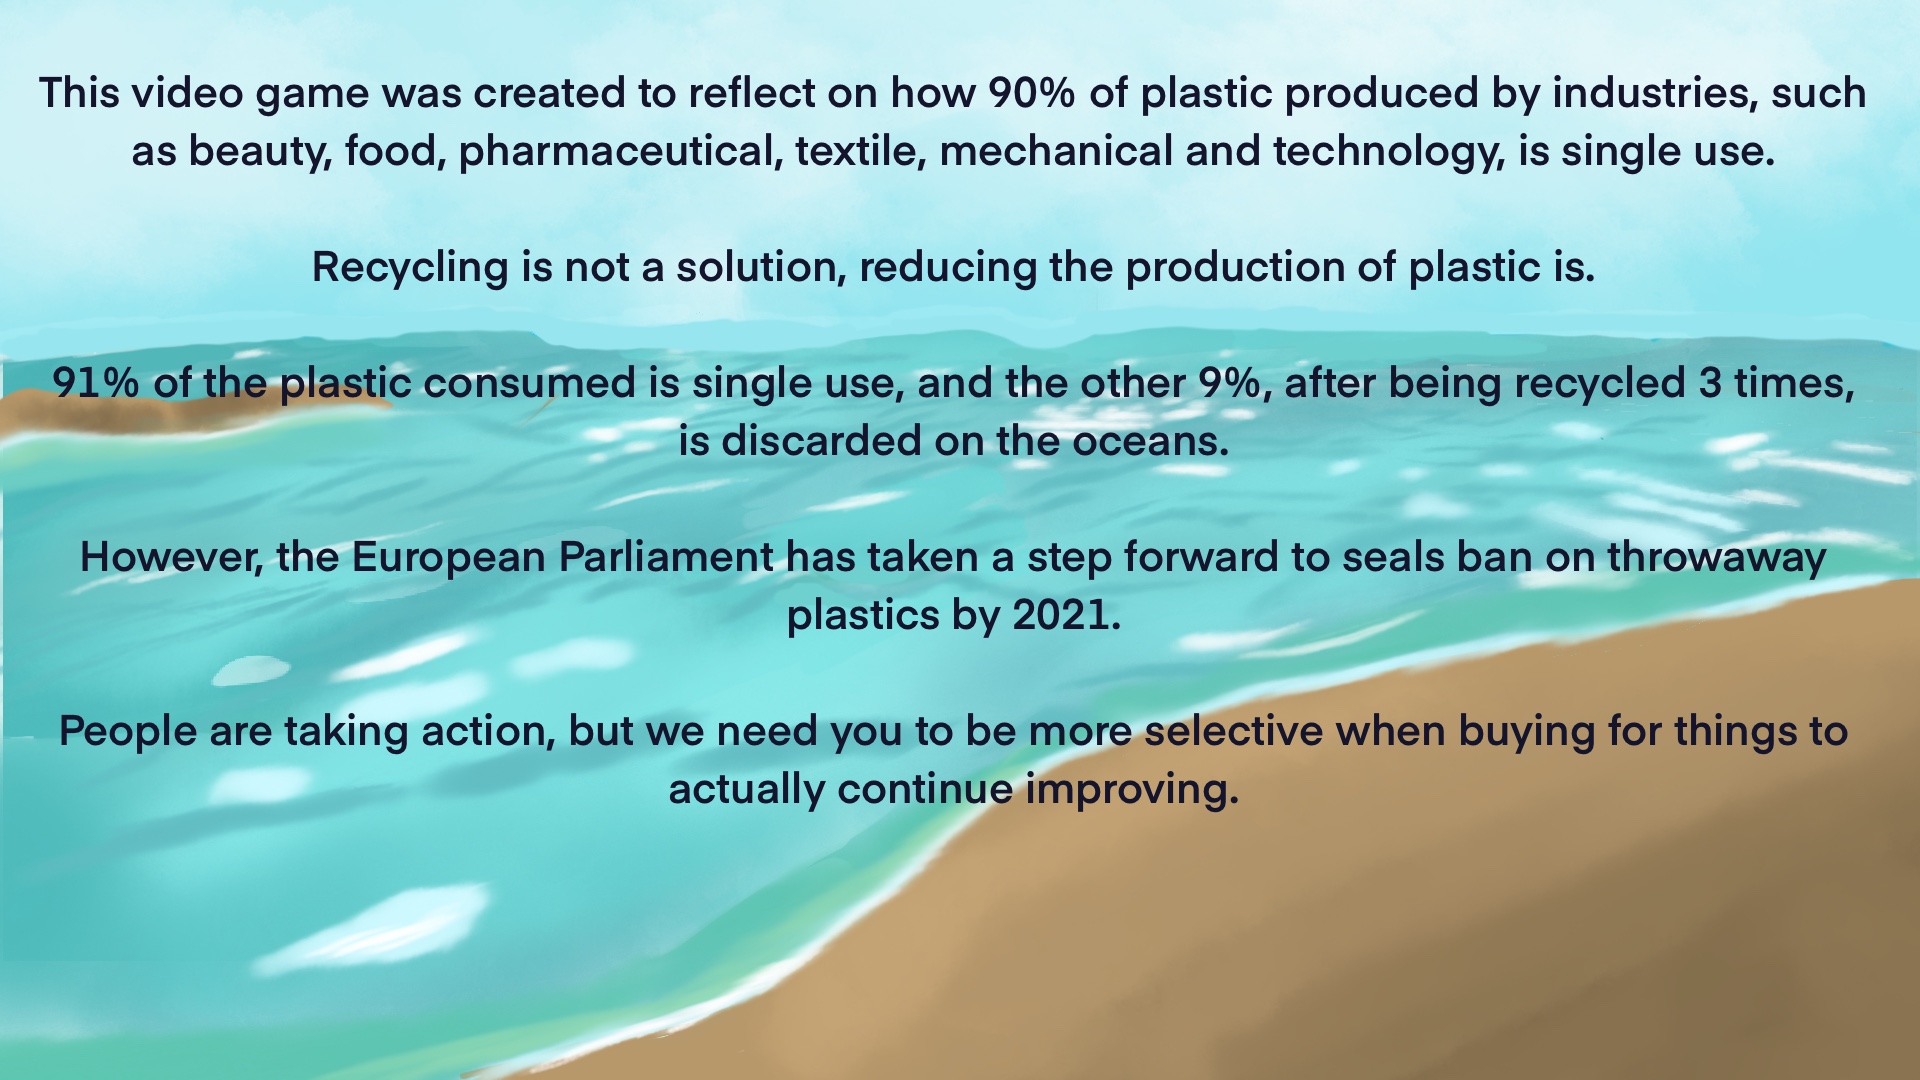 This video game was created to reflect on how 90% of plastic produced by industries, such
as beauty, food, pharmaceutical, textile, mechanical and technology, is single use.
Recycling is not a solution, reducing the production of plastic is.
91% of the plastic consumed is single use, and the other 9%, after being recycled 3 times,
is discarded on the oceans.
However, the European Parliament has taken a step forward to seals ban on throwaway
plastics by 2021.
People are taking action, but we need you to be more selective when buying for things to
actually continue improving.